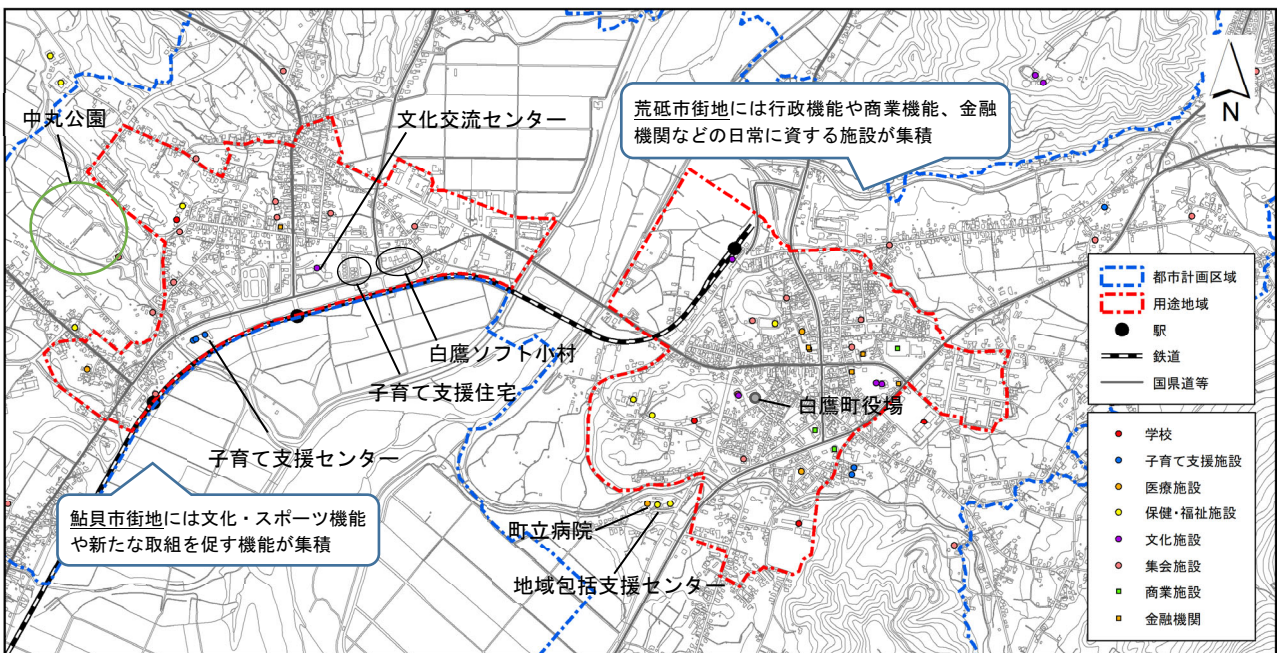 中丸公園
文化交流センター
荒砥市街地には行政機能や商業機能、金融
機関などの日常に資する施設が集積
N
白鷹ソフト小村
子育て支援住宅
子育て支援センター
白鷹町役場
鮎貝市街地には文化・スポーツ機能
や新たな取組を促す機能が集積
町立病院
地域包括支援センター
都市計画区域
用途地域
駅
鉄道
国県道等
学校
子育て支援施設
医療施設
保健・福祉施設
文化施設
集会施設
商業施設
金融機関